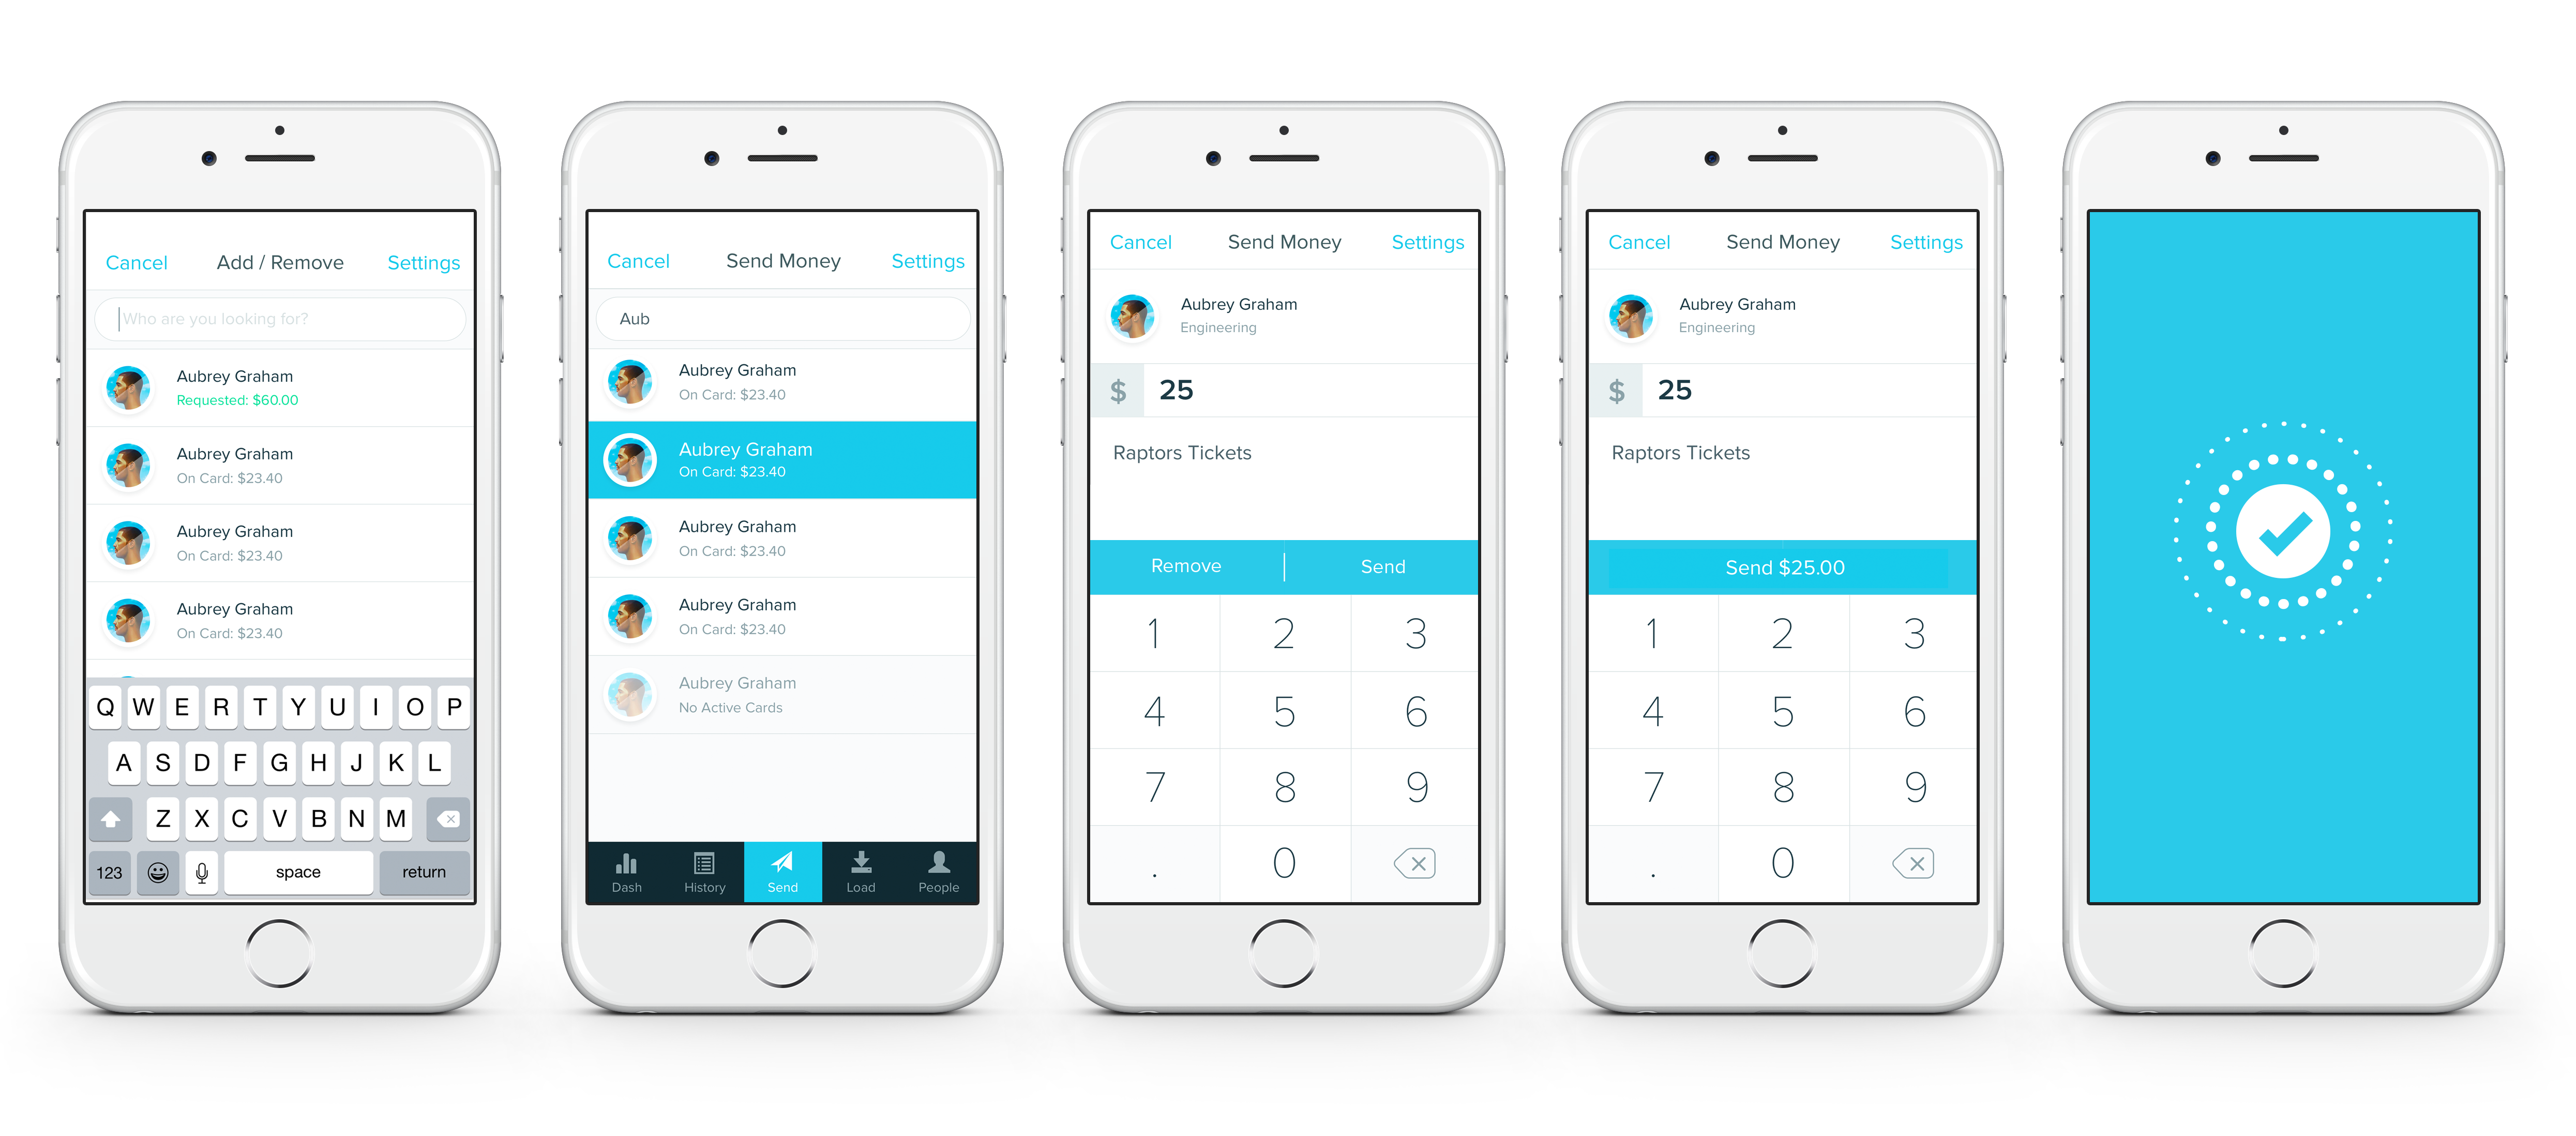 Cancel Add / Remove Settings
Who are you looking for?
Aubrey Graham
Requested: $60.00
Aubrey Graham
On Card: $23.40
Aubrey Graham
On Card: $23.40
Aubrey Graham
On Card: $23.40
Q W E R T Y U I O P
A S D F G H J K L
Z X C V B N M
123 space return
Cancel Send Money Settings
Aub
Aubrey Graham
On Card: $23.40
Aubrey Graham
On Card: $23.40
Aubrey Graham
On Card: $23.40
Aubrey Graham
On Card: $23.40
Aubrey Graham
No Active Cards
Dash History Send Load People
Cancel Send Money Settings
Aubrey Graham
Engineering
$ 25
Raptors Tickets
Remove | Send
1 2 3
4 5 6
7 8 9
. 0
Cancel Send Money Settings
Aubrey Graham
Engineering
$ 25
Raptors Tickets
Send $25.00
1 2 3
4 5 6
7 8 9
. 0